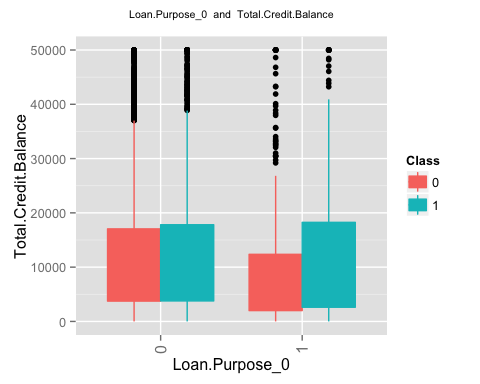 Loan.Purpose_0 and Total.Credit.Balance
Total.Credit.Balance
50000
40000
30000
20000
10000
0
0
1
Loan.Purpose_0
Class
0
1